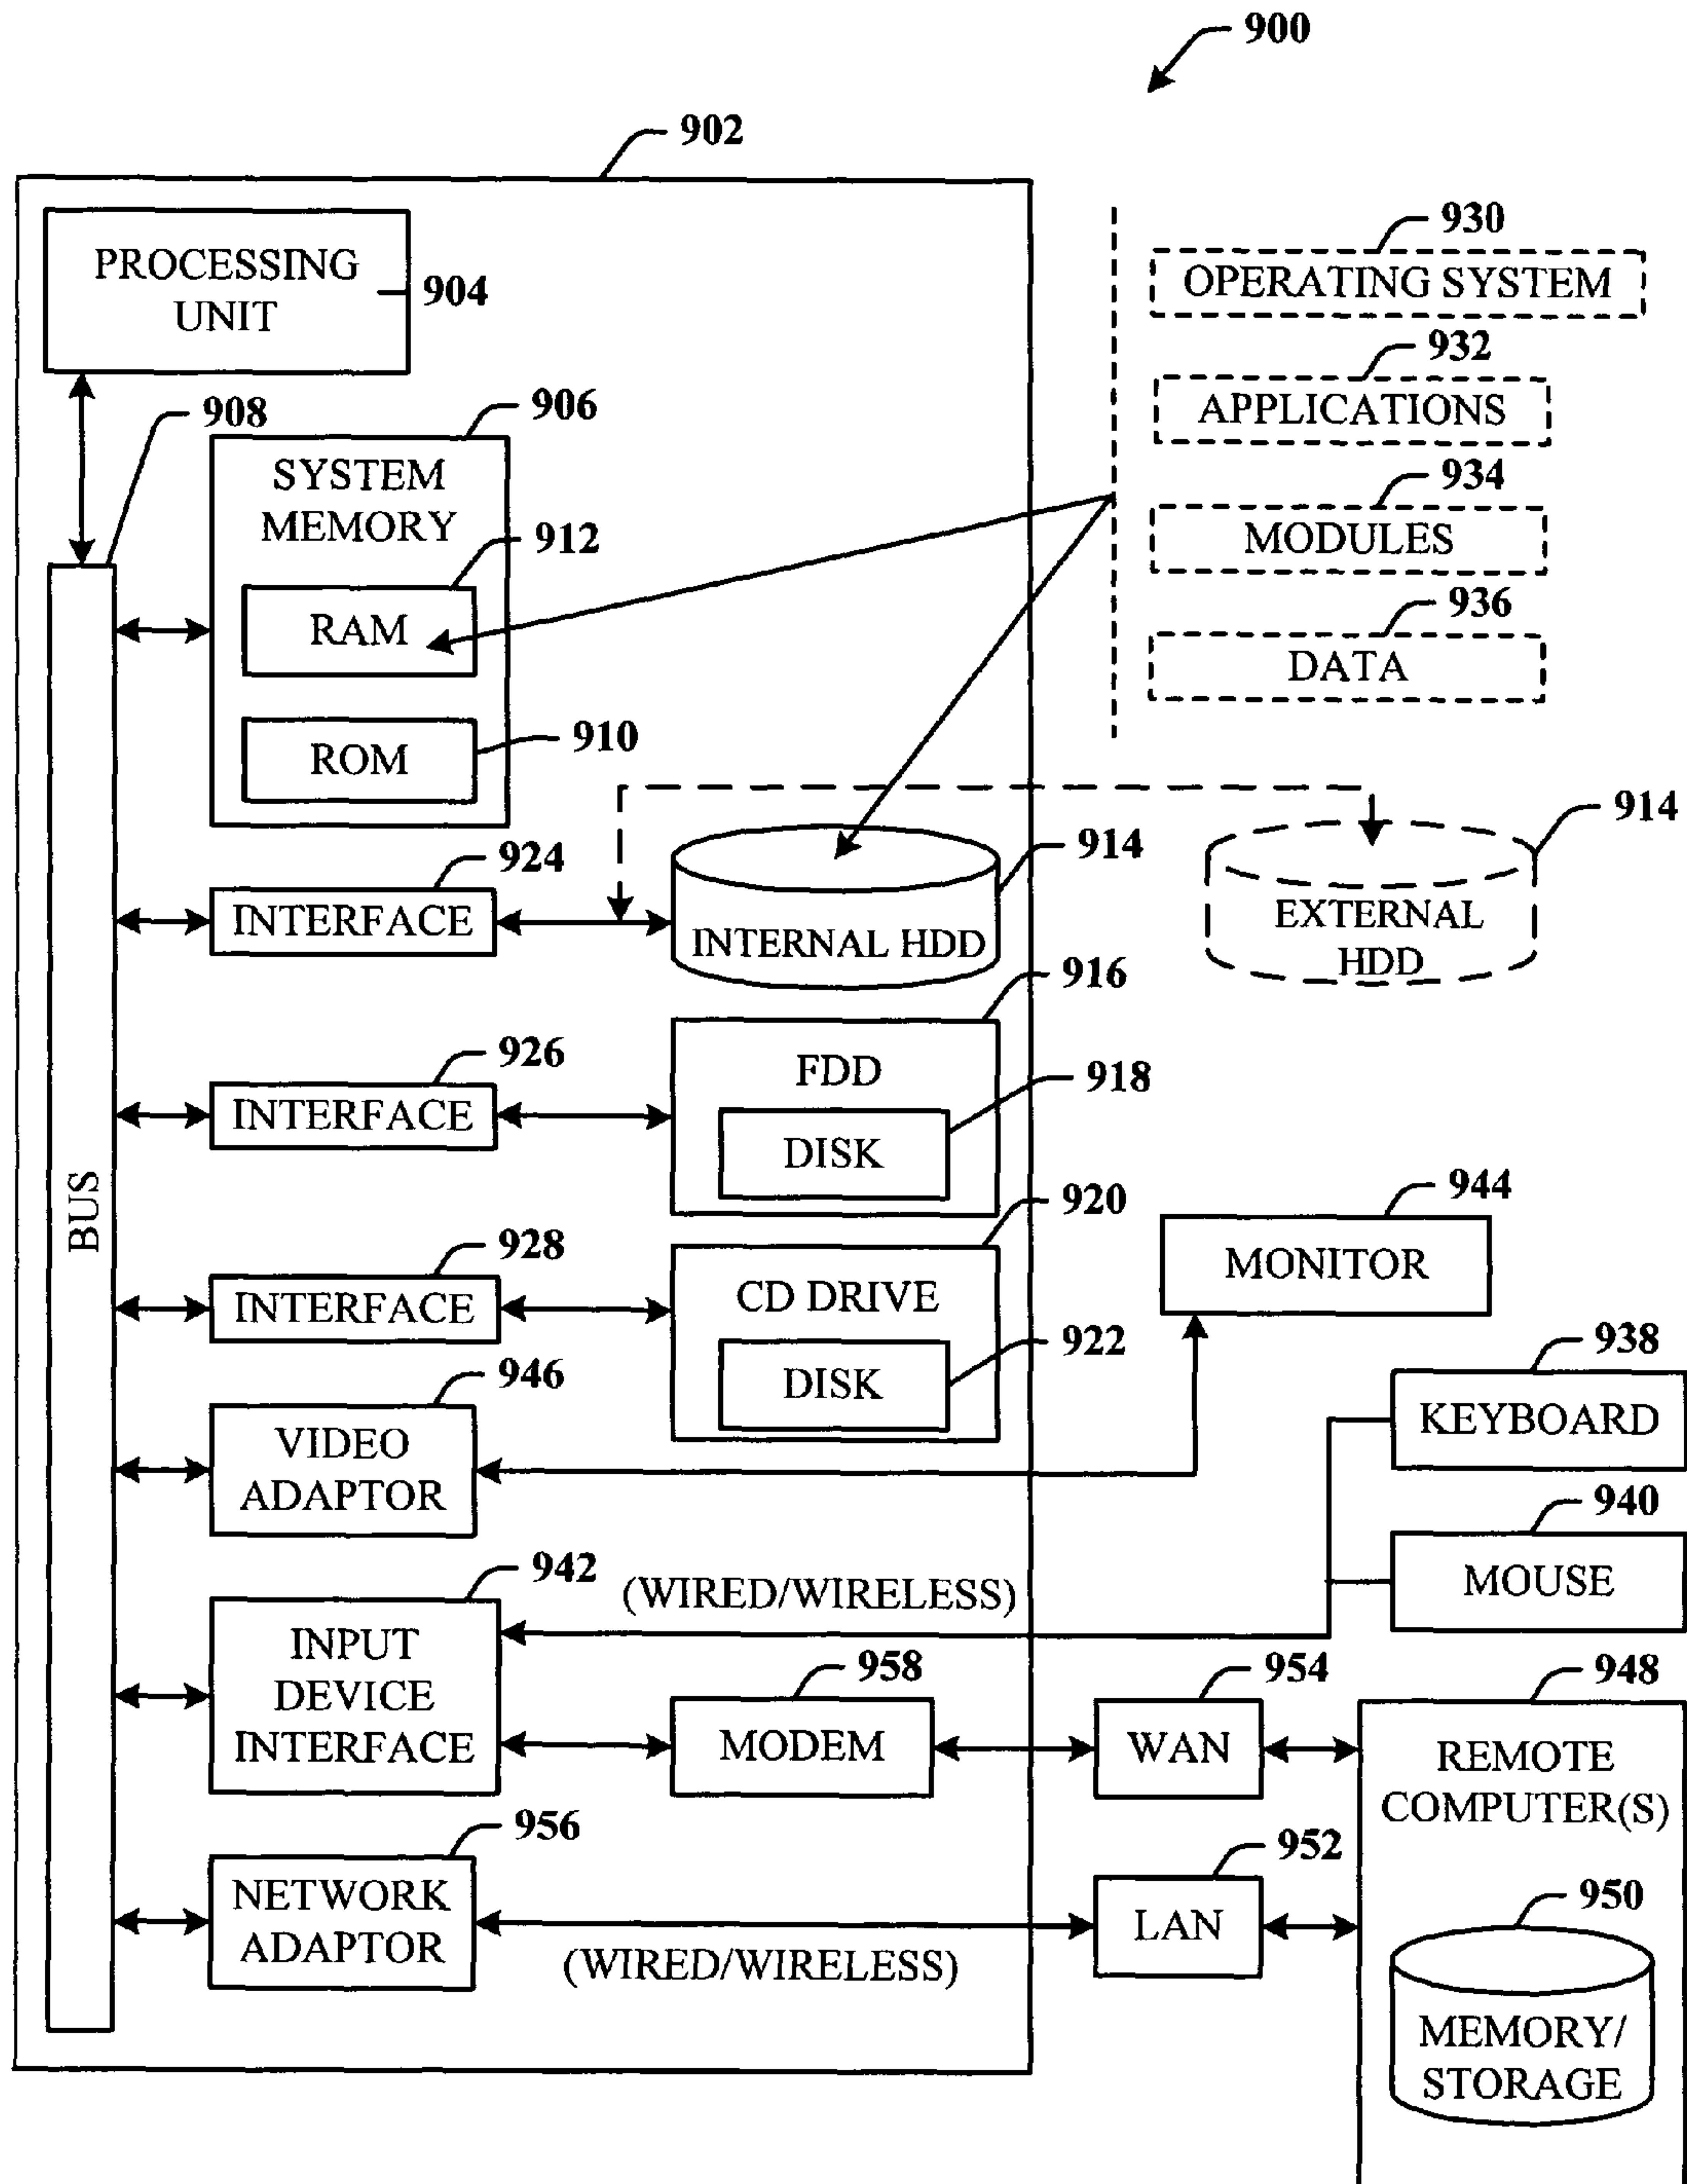 900
902
PROCESSING
UNIT
904
930
OPERATING SYSTEM
932
APPLICATIONS
934
MODULES
936
DATA
908
906
SYSTEM
MEMORY
912
RAM
910
ROM
924
INTERFACE
914
INTERNAL HDD
914
EXTERNAL
HDD
926
INTERFACE
916
FDD
918
DISK
BUS
928
INTERFACE
920
CD DRIVE
922
DISK
944
MONITOR
946
VIDEO
ADAPTOR
938
KEYBOARD
940
MOUSE
942
INPUT
DEVICE
INTERFACE
(WIRED/WIRELESS)
958
MODEM
954
WAN
948
REMOTE
COMPUTER(S)
956
NETWORK
ADAPTOR
(WIRED/WIRELESS)
952
LAN
950
MEMORY/
STORAGE